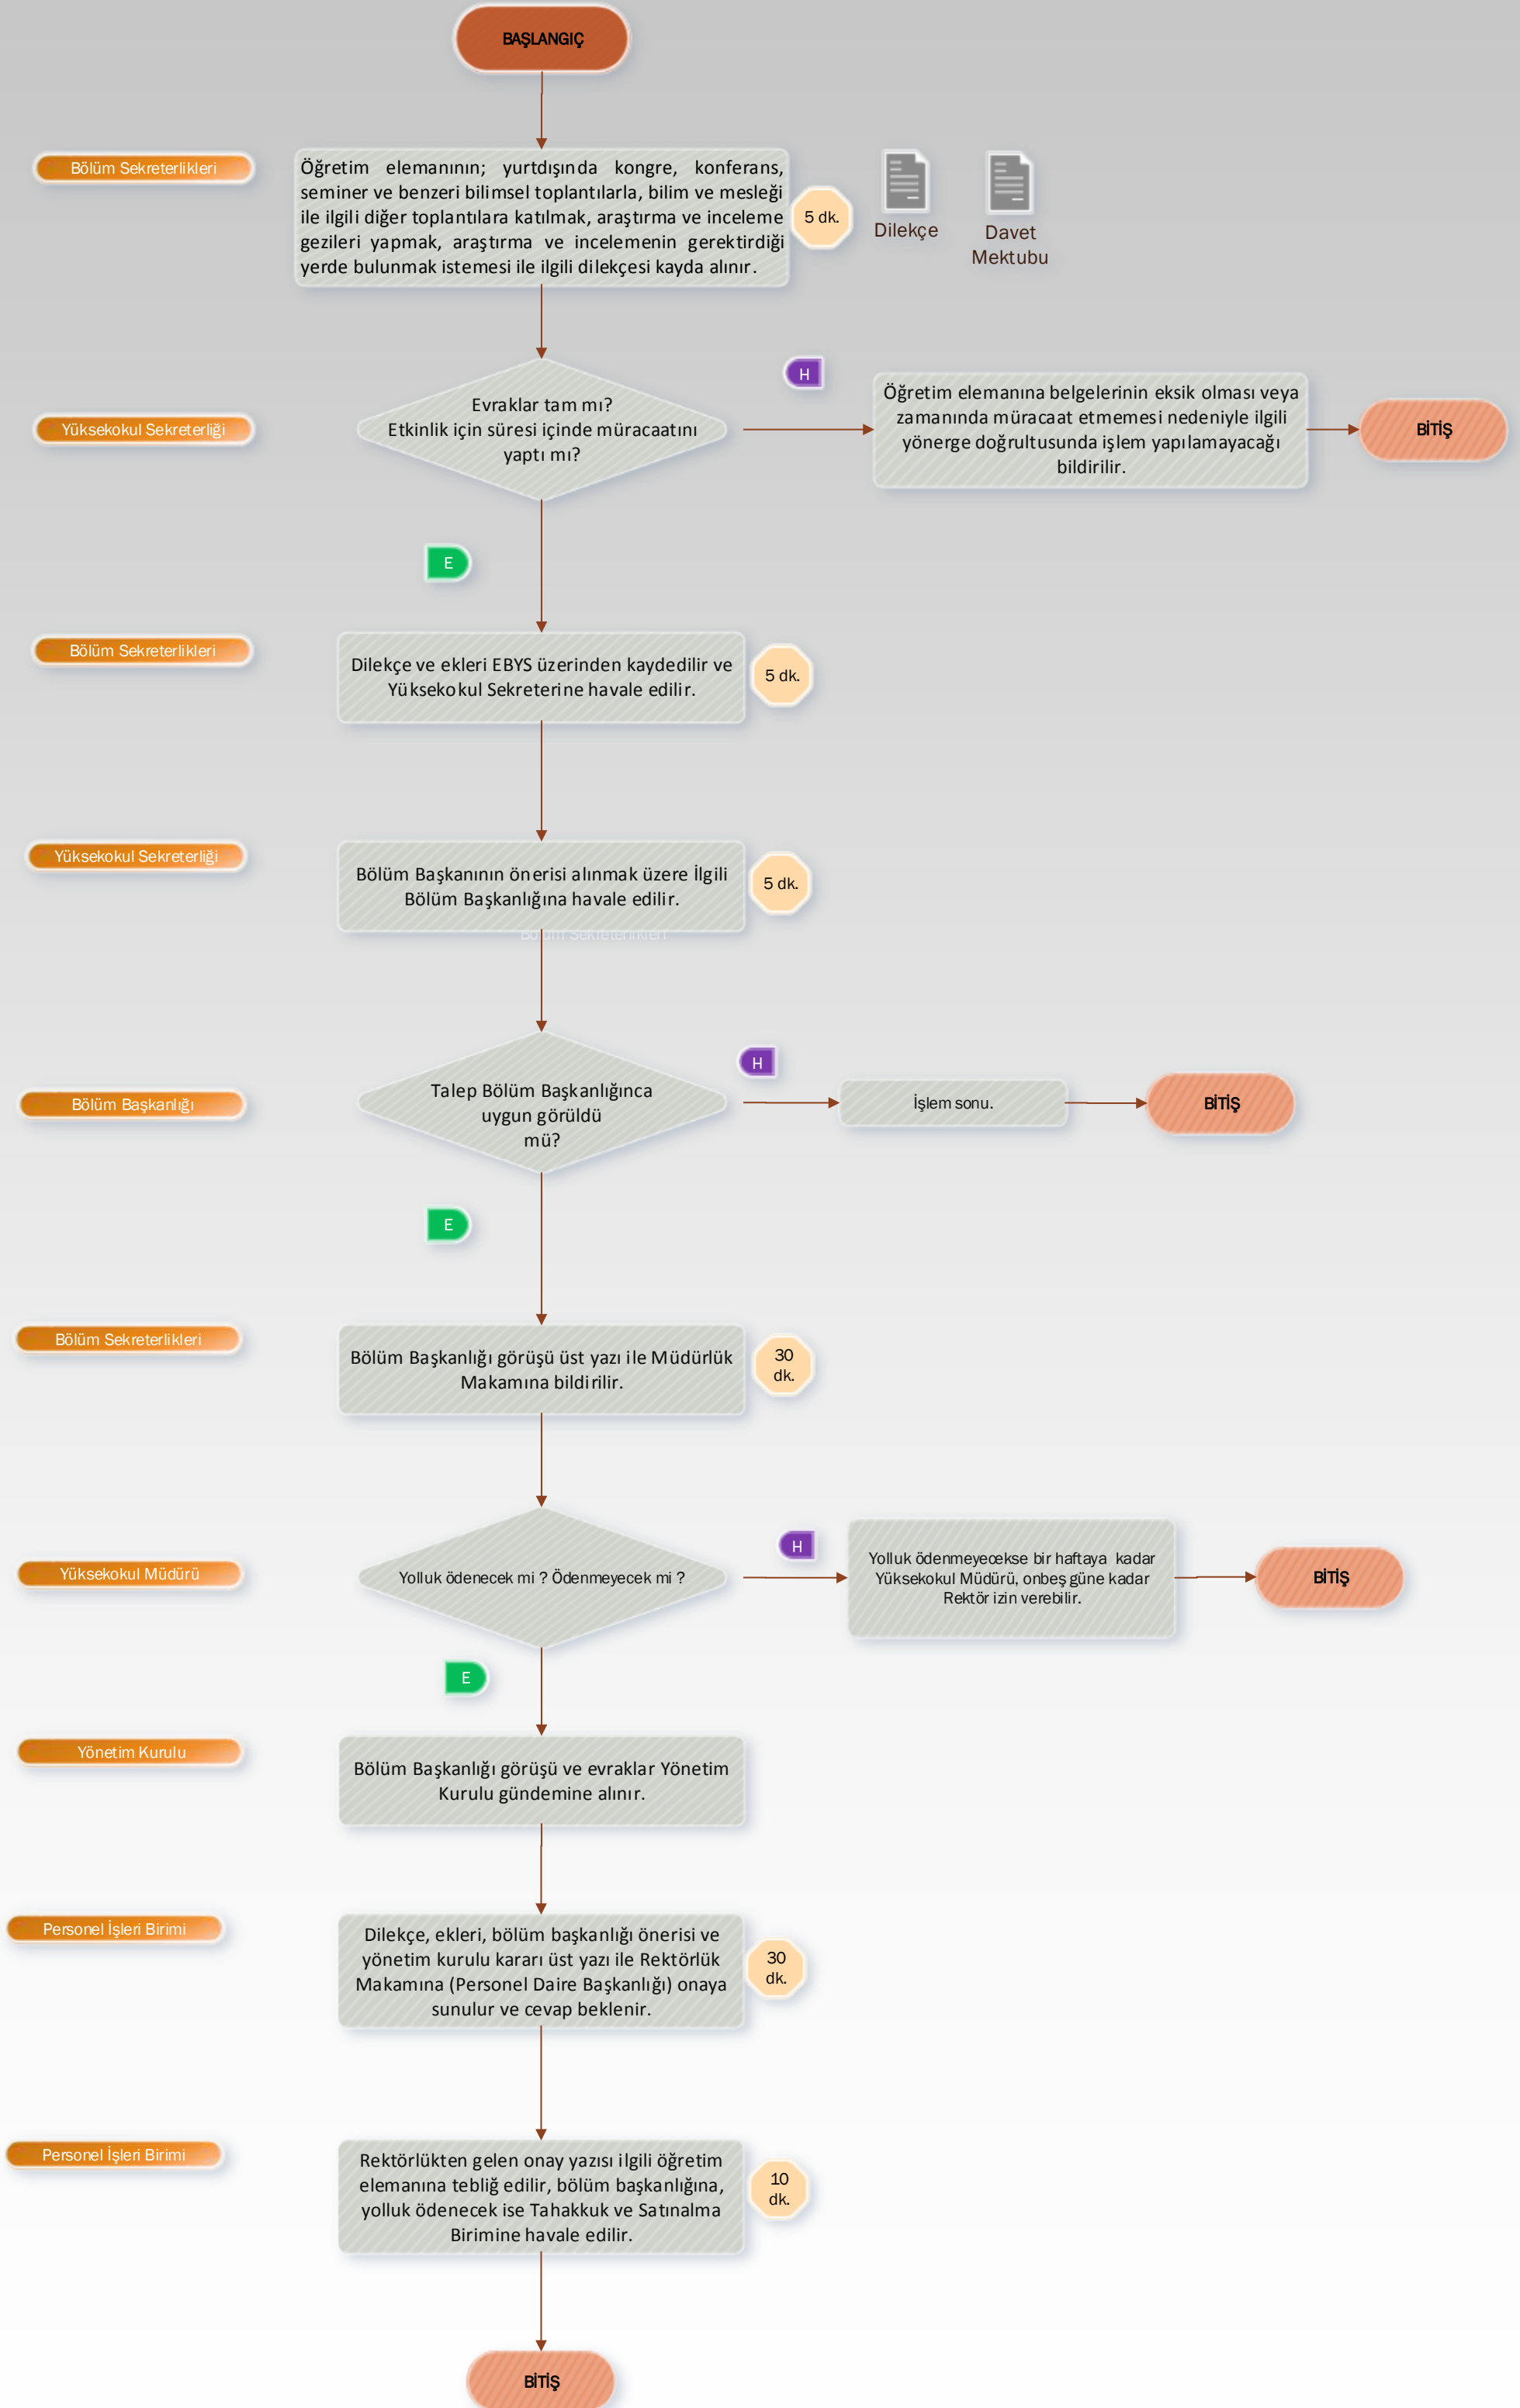 BAŞLANGIÇ
Bölüm Sekreterlikleri
Öğretim elemanının; yurtdışında kongre, konferans,
seminer ve benzeri bilimsel toplantılarla, bilim ve mesleği
ile ilgili diğer toplantılara katılmak, araştırma ve inceleme
gezileri yapmak, araştırma ve incelemenin gerektirdiği
yerde bulunmak istemesi ile ilgili dilekçesi kayda alınır.
5 dk.
Dilekçe
Davet
Mektubu
Yüksekokul Sekreterliği
Evraklar tam mı?
Etkinlik için süresi içinde müracaatını
yaptı mı?
H
Öğretim elemanına belgelerinin eksik olması veya
zamanında müracaat etmemesi nedeniyle ilgili
yönerge doğrultusunda işlem yapılamayacağı
bildirilir.
BİTİŞ
E
Bölüm Sekreterlikleri
Dilekçe ve ekleri EBYS üzerinden kaydedilir ve
Yüksekokul Sekreterine havale edilir.
5 dk.
Yüksekokul Sekreterliği
Bölüm Başkanının önerisi alınmak üzere İlgili
Bölüm Başkanlığına havale edilir.
5 dk.
Bölüm Sekreterlikleri
Bölüm Başkanlığı
Talep Bölüm Başkanlığınca
uygun görüldü
mü?
H
İşlem sonu.
BİTİŞ
E
Bölüm Sekreterlikleri
Bölüm Başkanlığı görüşü üst yazı ile Müdürlük
Makamına bildirilir.
30
dk.
Yüksekokul Müdürü
Yolluk ödenecek mi ? Ödenmeyecek mi ?
H
Yolluk ödenmeyecekse bir haftaya kadar
Yüksekokul Müdürü, onbeş güne kadar
Rektör izin verebilir.
BİTİŞ
E
Yönetim Kurulu
Bölüm Başkanlığı görüşü ve evraklar Yönetim
Kurulu gündemine alınır.
Personel İşleri Birimi
Dilekçe, ekleri, bölüm başkanlığı önerisi ve
yönetim kurulu kararı üst yazı ile Rektörlük
Makamına (Personel Daire Başkanlığı) onaya
sunulur ve cevap beklenir.
30
dk.
Personel İşleri Birimi
Rektörlükten gelen onay yazısı ilgili öğretim
elemanına tebliğ edilir, bölüm başkanlığına,
yolluk ödenecek ise Tahakkuk ve Satınalma
Birimine havale edilir.
10
dk.
BİTİŞ